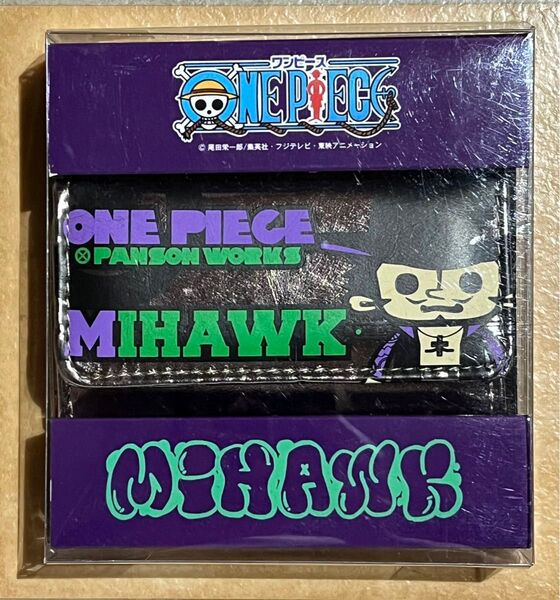 ワンピース
ONE PIECE
© 尾田栄一郎/集英社・フジテレビ・東映アニメーション
ONE PIECE
PANSON WORKS
MIHAWK
MiHAWK